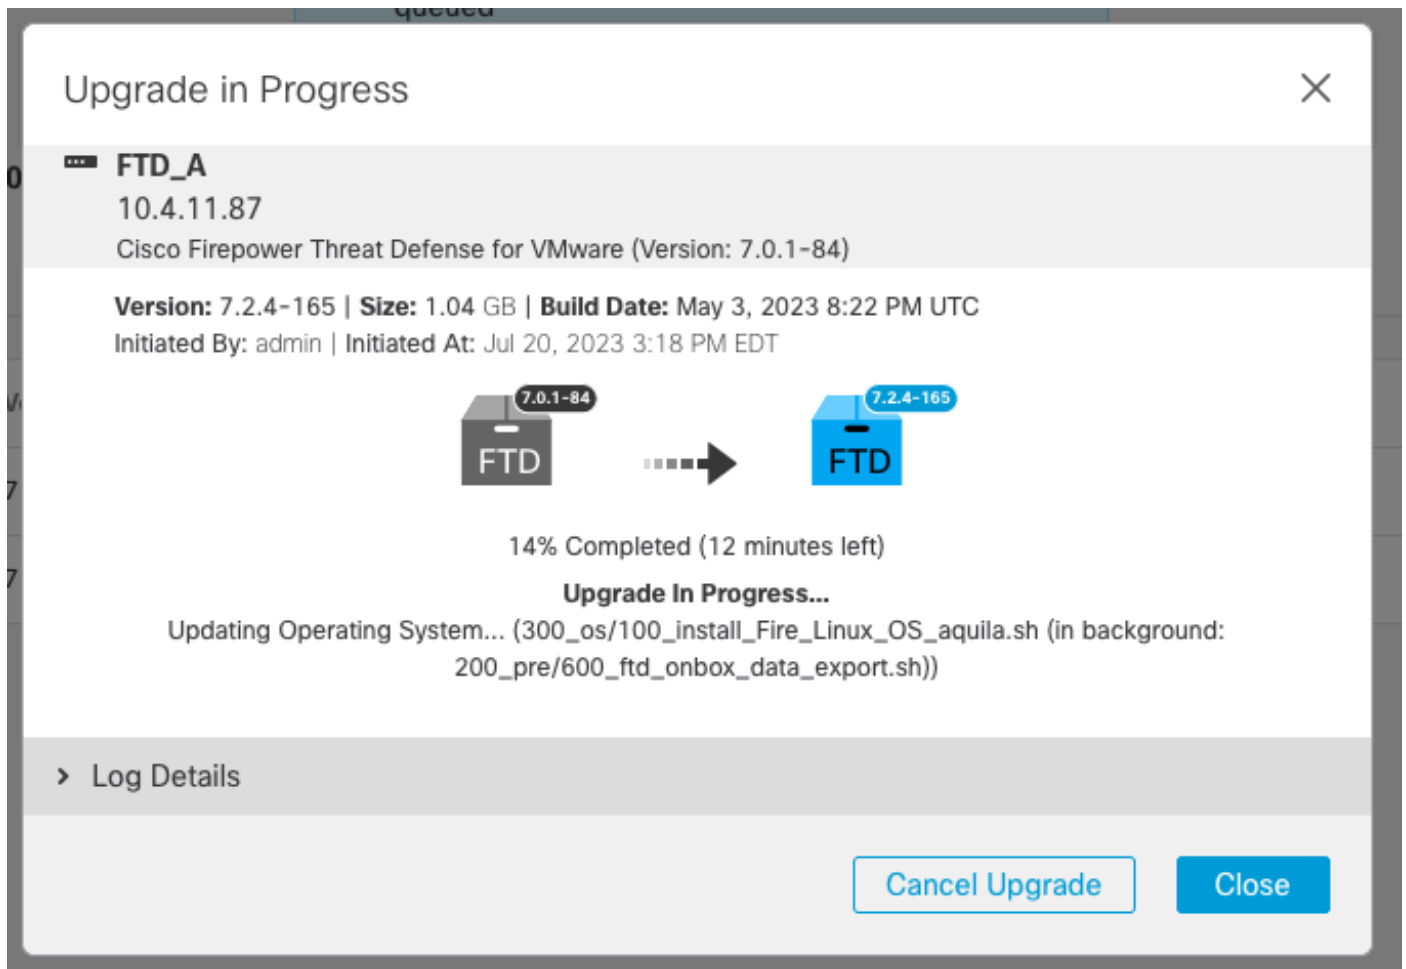 queued
Upgrade in Progress
FTD_A
10.4.11.87
Cisco Firepower Threat Defense for VMware (Version: 7.0.1-84)
Version: 7.2.4-165 | Size: 1.04 GB | Build Date: May 3, 2023 8:22 PM UTC
Initiated By: admin | Initiated At: Jul 20, 2023 3:18 PM EDT
7.0.1-84
FTD
7.2.4-165
FTD
14% Completed (12 minutes left)
Upgrade In Progress...
Updating Operating System... (300_os/100_install_Fire_Linux_OS_aquila.sh (in background:
200_pre/600_ftd_onbox_data_export.sh))
Log Details
Cancel Upgrade
Close